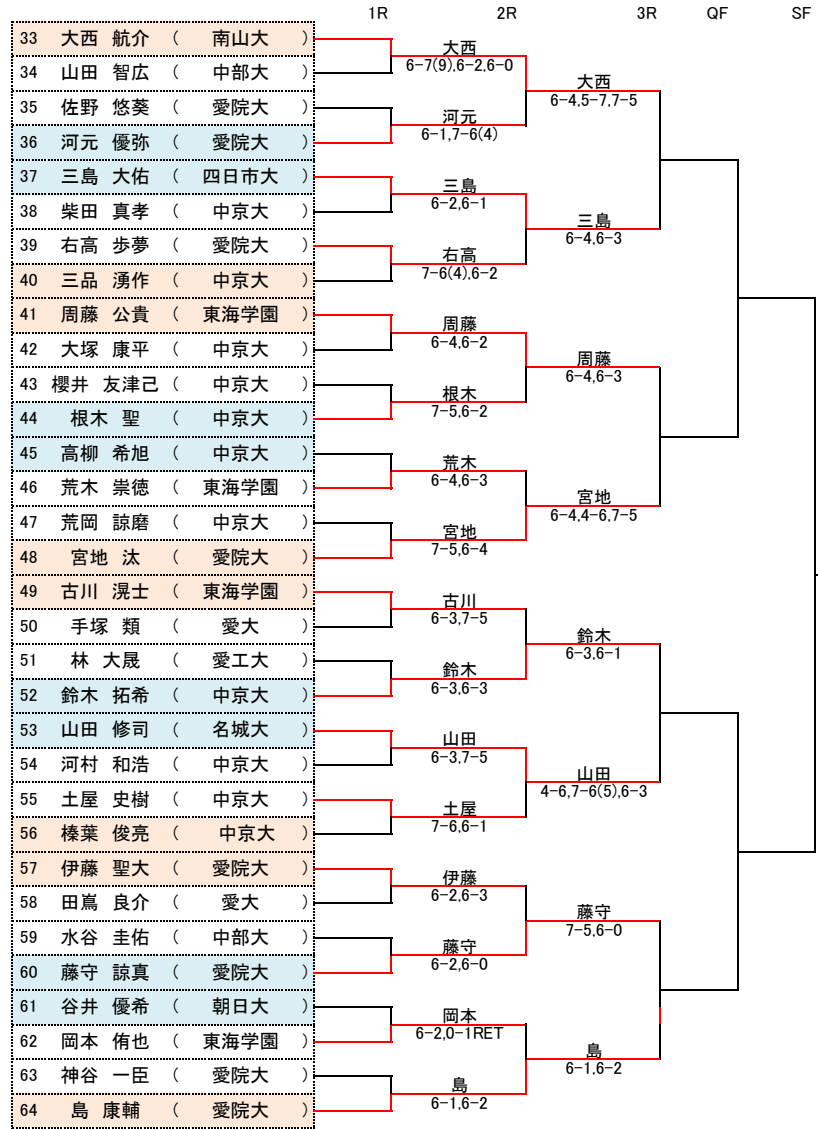 1R 2R 3R QF SF
33 大西 航介 ( 南山大 )
34 山田 智広 ( 中部大 )
35 佐野 悠葵 ( 愛院大 )
36 河元 優弥 ( 愛院大 )
37 三島 大佑 ( 四日市大 )
38 柴田 真孝 ( 中京大 )
39 右高 歩夢 ( 愛院大 )
40 三品 湧作 ( 中京大 )
41 周藤 公貴 ( 東海学園 )
42 大塚 康平 ( 中京大 )
43 櫻井 友津己 ( 中京大 )
44 根木 聖 ( 中京大 )
45 高柳 希旭 ( 中京大 )
46 荒木 崇徳 ( 東海学園 )
47 荒岡 諒磨 ( 中京大 )
48 宮地 汰 ( 愛院大 )
49 古川 滉士 ( 東海学園 )
50 手塚 類 ( 愛大 )
51 林 大晟 ( 愛工大 )
52 鈴木 拓希 ( 中京大 )
53 山田 修司 ( 名城大 )
54 河村 和浩 ( 中京大 )
55 土屋 史樹 ( 中京大 )
56 榛葉 俊亮 ( 中京大 )
57 伊藤 聖大 ( 愛院大 )
58 田嶌 良介 ( 愛大 )
59 水谷 圭佑 ( 中部大 )
60 藤守 諒真 ( 愛院大 )
61 谷井 優希 ( 朝日大 )
62 岡本 侑也 ( 東海学園 )
63 神谷 一臣 ( 愛院大 )
64 島 康輔 ( 愛院大 )
大西
6-7(9),6-2,6-0
河元
6-1,7-6(4)
三島
6-2,6-1
右高
7-6(4),6-2
周藤
6-4,6-2
根木
7-5,6-2
荒木
6-4,6-3
宮地
7-5,6-4
古川
6-3,7-5
鈴木
6-3,6-3
山田
6-3,7-5
土屋
7-6,6-1
伊藤
6-2,6-3
藤守
6-2,6-0
岡本
6-2,0-1RET
島
6-1,6-2
大西
6-4,5-7,7-5
三島
6-4,6-3
周藤
6-4,6-3
宮地
6-4,4-6,7-5
鈴木
6-3,6-1
山田
4-6,7-6(5),6-3
藤守
7-5,6-0
島
6-1,6-2